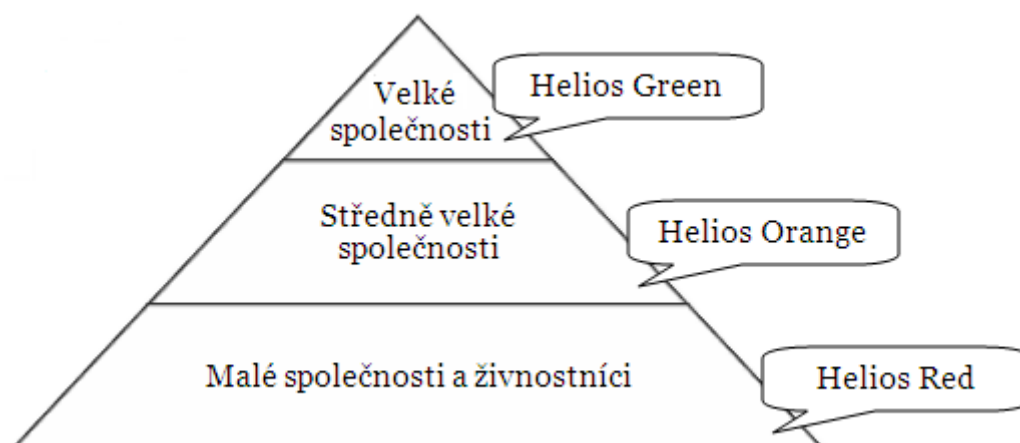 Velké
společnosti
Helios Green
Středně velké
společnosti
Helios Orange
Malé společnosti a živnostníci
Helios Red